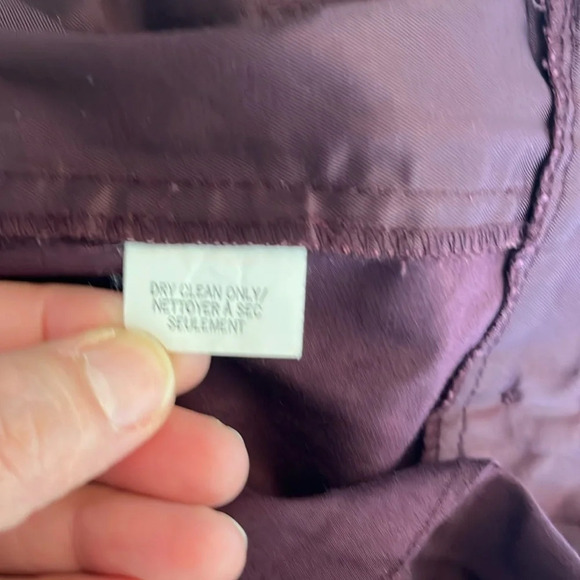 DRY CLEAN ONLY/
NETTOYER À SEC
SEULEMENT